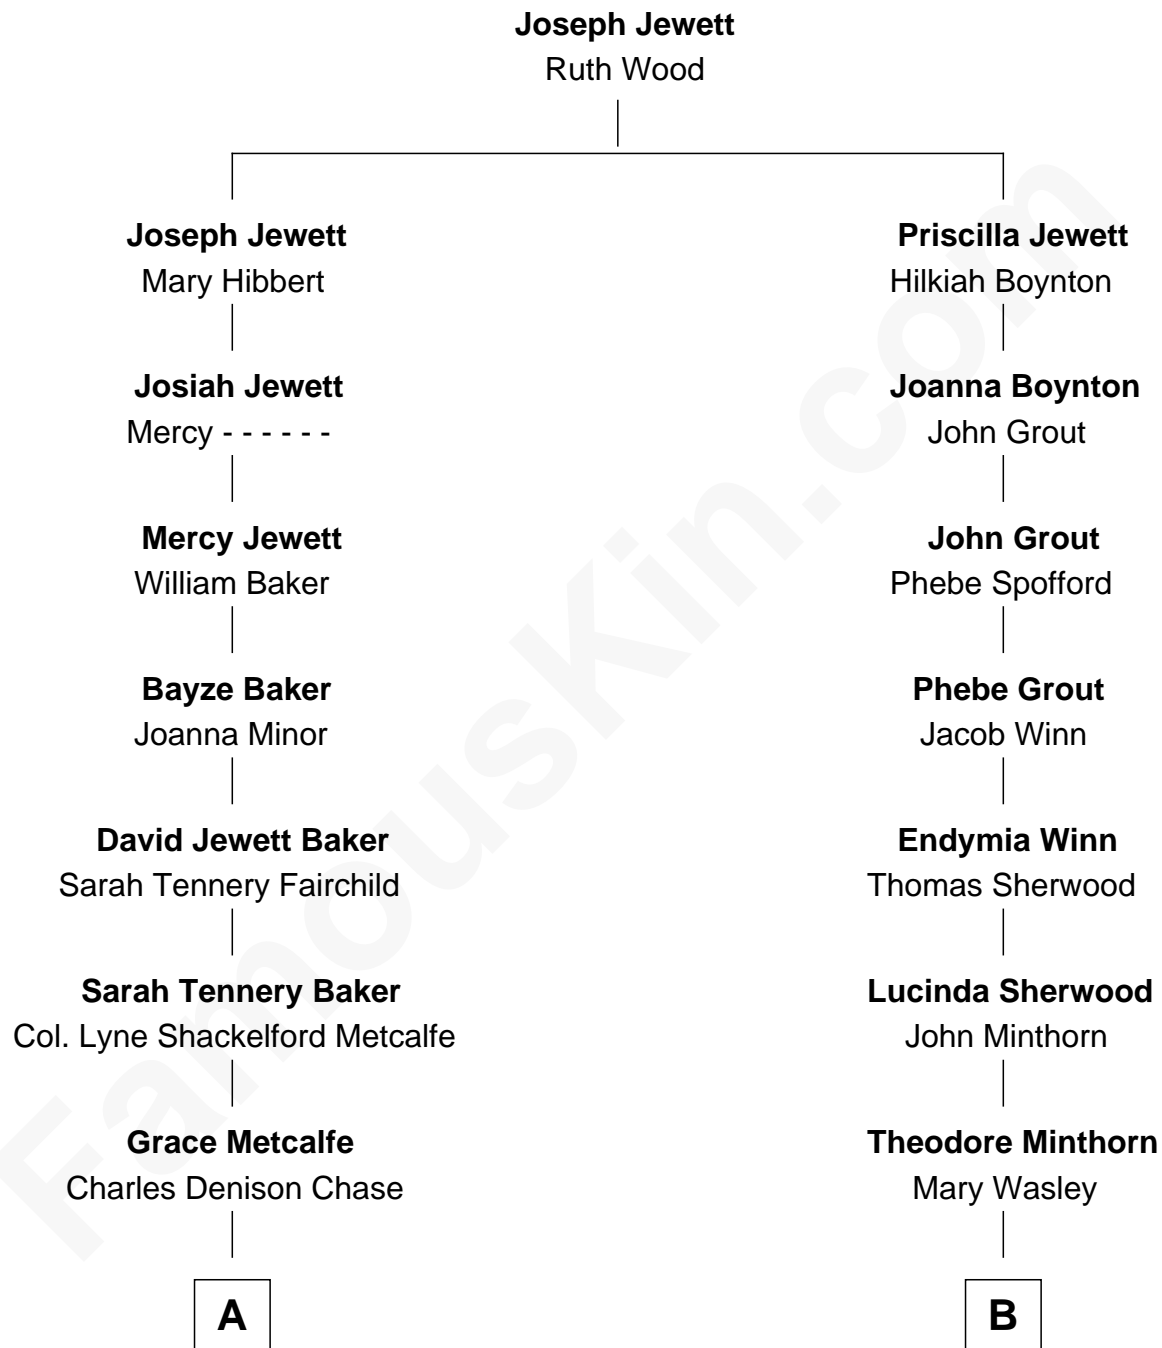 Joseph Jewett
Ruth Wood
Joseph Jewett
Mary Hibbert
Josiah Jewett
Mercy - - - - - -
Mercy Jewett
William Baker
Bayze Baker
Joanna Minor
David Jewett Baker
Sarah Tennery Fairchild
Sarah Tennery Baker
Col. Lyne Shackelford Metcalfe
Grace Metcalfe
Charles Denison Chase
A
Priscilla Jewett
Hilkiah Boynton
Joanna Boynton
John Grout
John Grout
Phebe Spofford
Phebe Grout
Jacob Winn
Endymia Winn
Thomas Sherwood
Lucinda Sherwood
John Minthorn
Theodore Minthorn
Mary Wasley
B
FamousKin.com